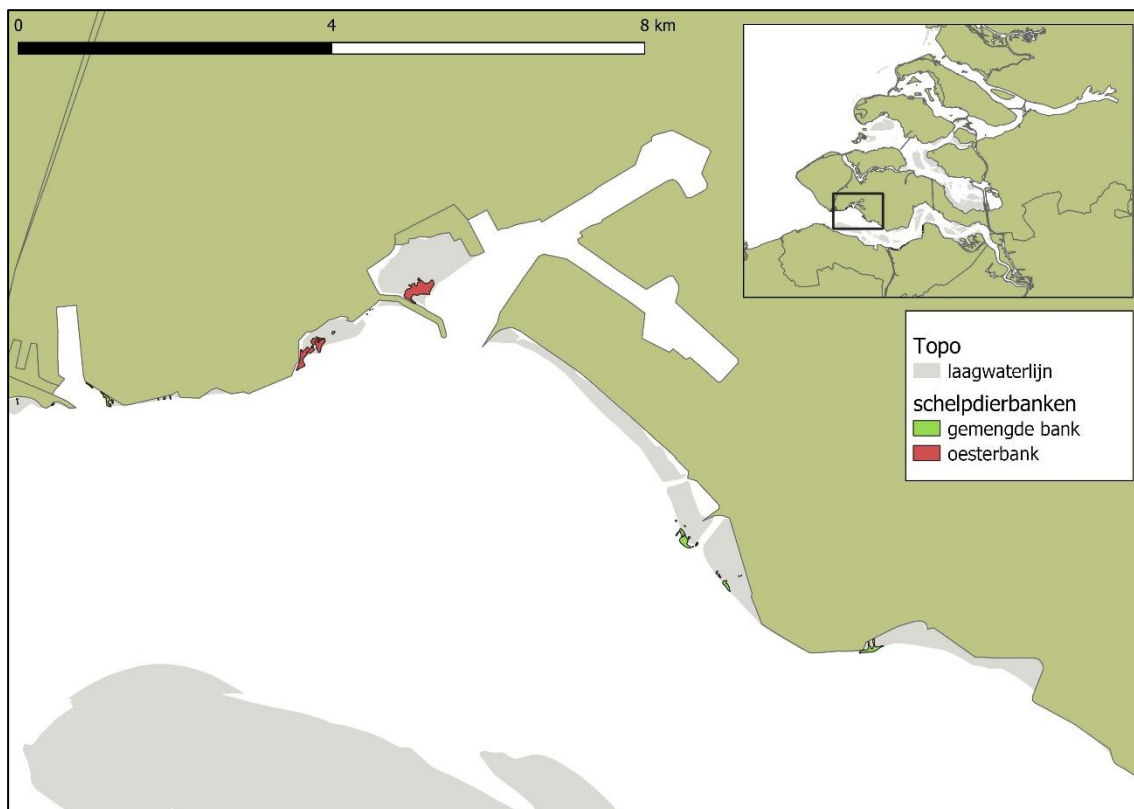 0 4 8 km
Topo
laagwaterlijn
schelpdierbanken
gemengde bank
oesterbank